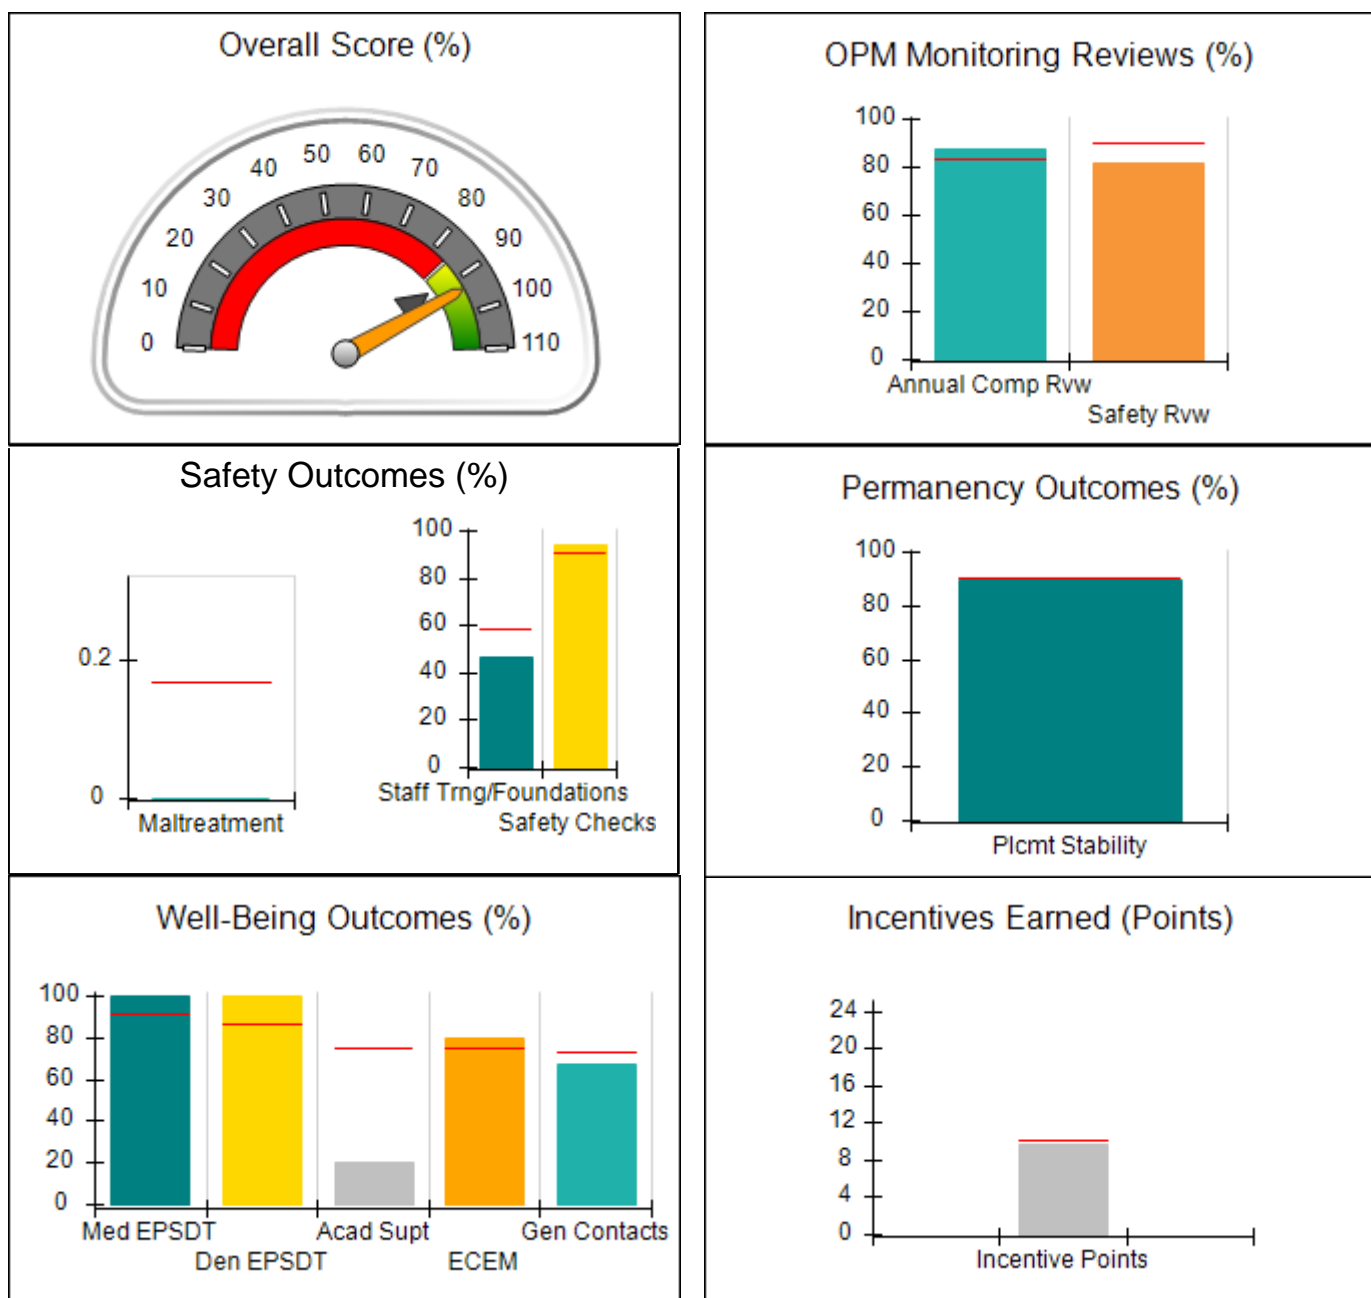 Overall Score (%)
0
10
20
30
40
50
60
70
80
90
100
110
OPM Monitoring Reviews (%)
100
80
60
40
20
0
Annual Comp Rvw
Safety Rvw
Safety Outcomes (%)
0.2
0
Maltreatment
100
80
60
40
20
0
Staff Trng/Foundations
Safety Checks
Permanency Outcomes (%)
100
80
60
40
20
0
Plcmt Stability
Well-Being Outcomes (%)
100
80
60
40
20
0
Med EPSDT
Den EPSDT
Acad Supt
ECEM
Gen Contacts
Incentives Earned (Points)
24
20
16
12
8
4
0
Incentive Points